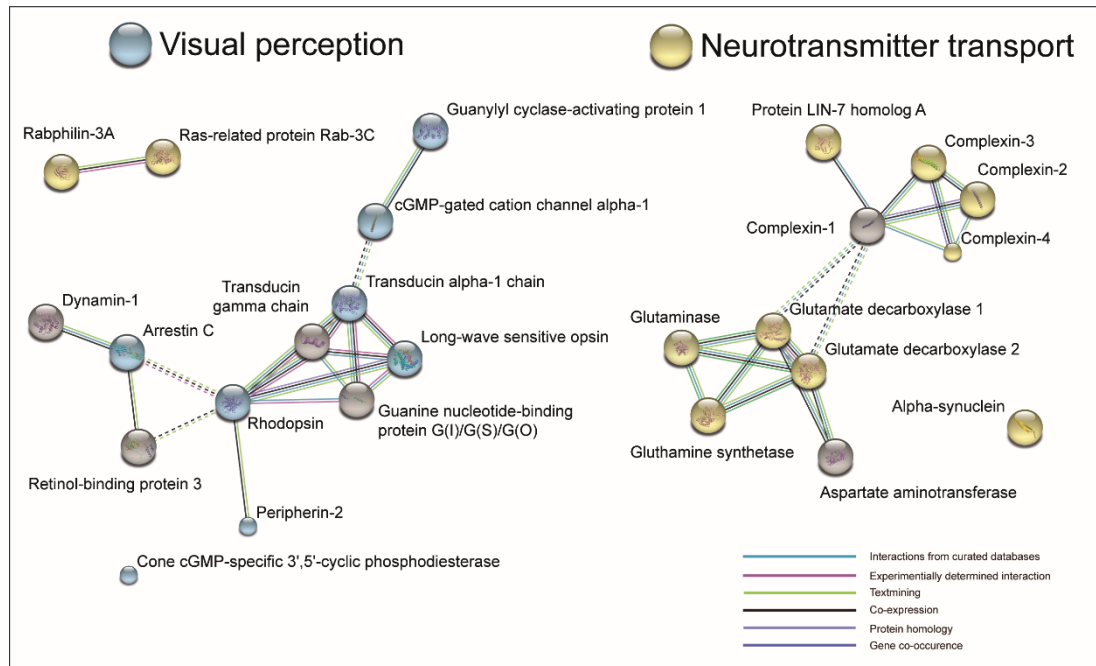 Visual perception
Neurotransmitter transport
Guanylyl cyclase-activating protein 1
Protein LIN-7 homolog A
Rabphilin-3A
Ras-related protein Rab-3C
Complexin-3
Complexin-2
cGMP-gated cation channel alpha-1
Complexin-1
Complexin-4
Transducin alpha-1 chain
Transducin
gamma chain
Dynamin-1
Arrestin C
Long-wave sensitive opsin
Glutaminase
Glutamate decarboxylase 1
Glutamate decarboxylase 2
Rhodopsin
Guanine nucleotide-binding
protein G(I)/G(S)/G(O)
Alpha-synuclein
Gluthamine synthetase
Retinol-binding protein 3
Aspartate aminotransferase
Peripherin-2
Cone cGMP-specific 3',5'-cyclic phosphodiesterase
Interactions from curated databases
Experimentally determined interaction
Textmining
Co-expression
Protein homology
Gene co-occurence